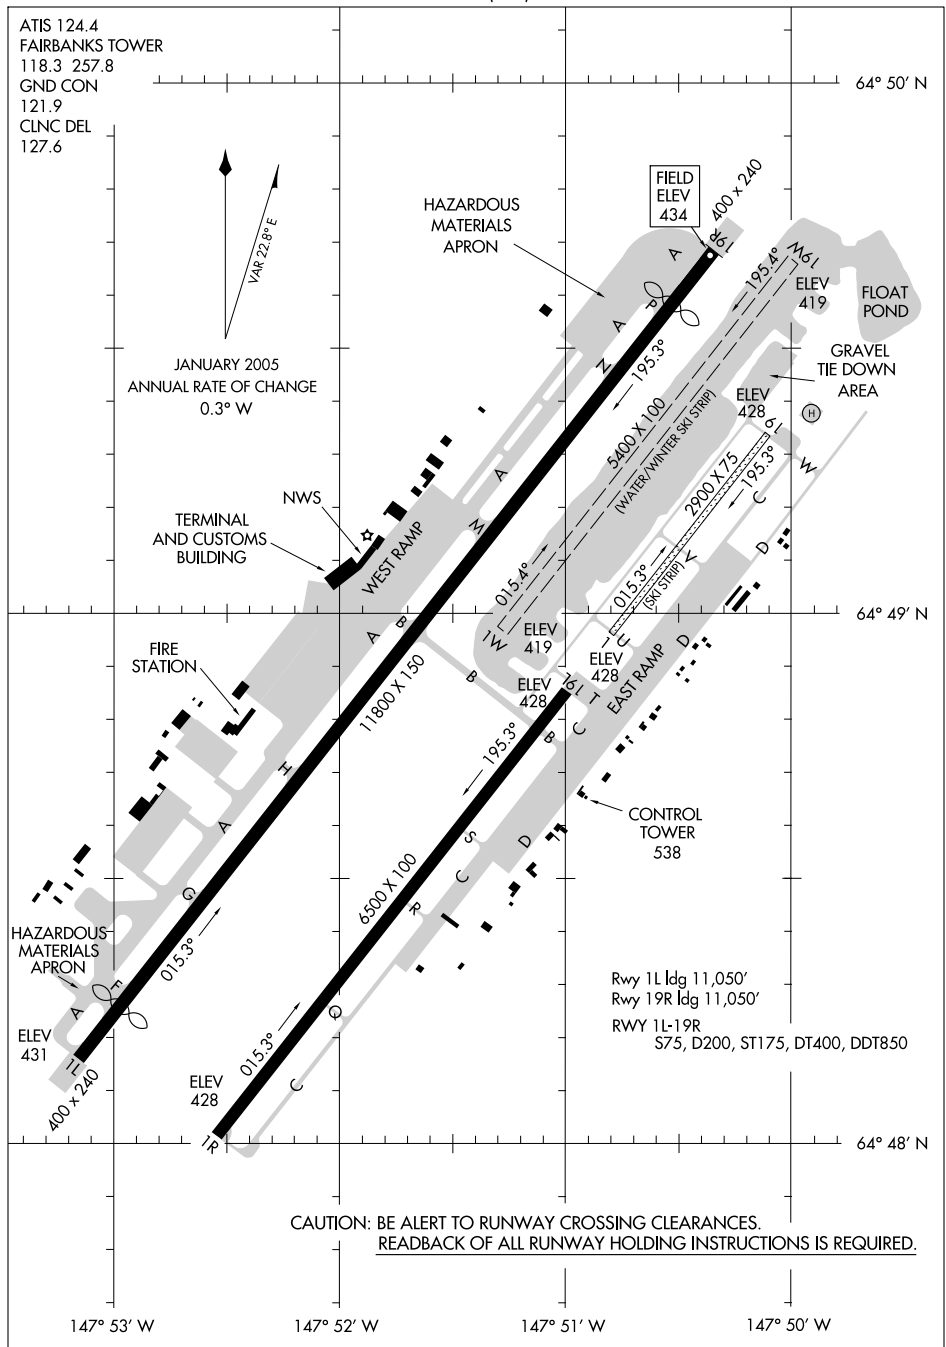 ATIS 124.4
FAIRBANKS TOWER
118.3 257.8
GND CON
121.9
CLNC DEL
127.6
64° 50' N
VAR 22.8° E
JANUARY 2005
ANNUAL RATE OF CHANGE
0.3° W
HAZARDOUS
MATERIALS
APRON
FIELD
ELEV
434
400 x 240
19R
A
P
A
Z
195.3°
195.4°
19W
ELEV
419
FLOAT
POND
GRAVEL
TIE DOWN
AREA
ELEV
428
H
19
5400 X 100
(WATER/WINTER SKI STRIP)
2900 X 75
195.3°
W
C
D
NWS
TERMINAL
AND CUSTOMS
BUILDING
WEST RAMP
A
M
015.4°
015.3°
(SKI STRIP)
V
64° 49' N
1W
ELEV
419
U
ELEV
428
D
EAST RAMP
A
B
B
FIRE
STATION
11800 X 150
ELEV
428
19L
T
B
C
195.3°
H
A
G
015.3°
CONTROL
TOWER
538
S
D
C
R
6500 X 100
HAZARDOUS
MATERIALS
APRON
F
A
ELEV
431
1L
400 x 240
Q
015.3°
C
ELEV
428
1R
Rwy 1L ldg 11,050'
Rwy 19R ldg 11,050'
RWY 1L-19R
S75, D200, ST175, DT400, DDT850
64° 48' N
CAUTION: BE ALERT TO RUNWAY CROSSING CLEARANCES.
READBACK OF ALL RUNWAY HOLDING INSTRUCTIONS IS REQUIRED.
147° 53' W
147° 52' W
147° 51' W
147° 50' W